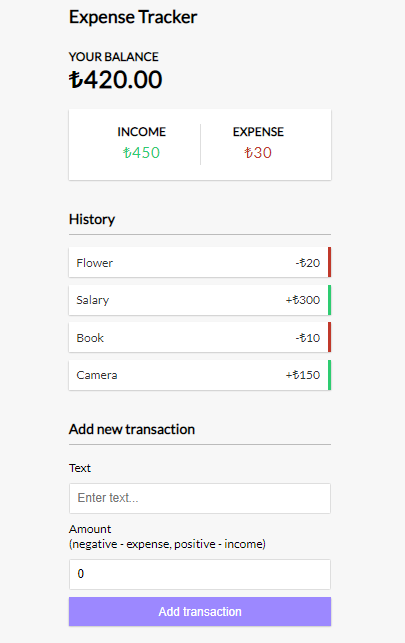 Expense Tracker
YOUR BALANCE
₺420.00
INCOME EXPENSE
₺450 ₺30
History
Flower -₺20
Salary +₺300
Book -₺10
Camera +₺150
Add new transaction
Text
Enter text...
Amount
(negative - expense, positive - income)
0
Add transaction